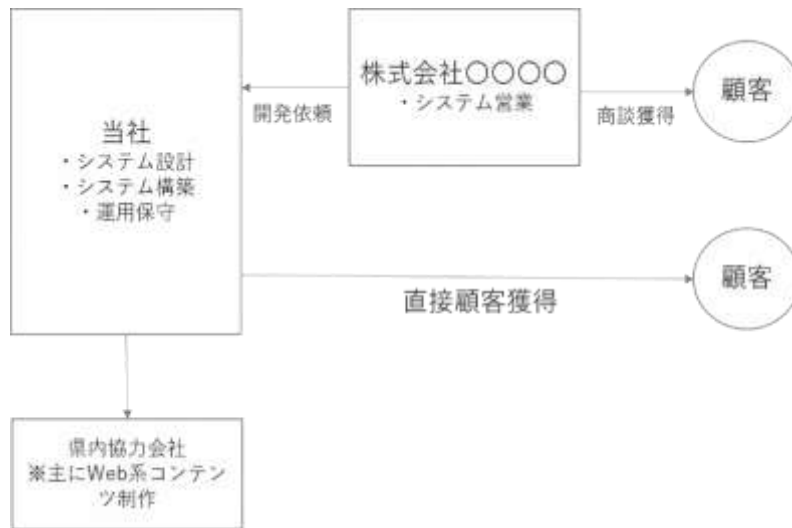 株式会社〇〇〇〇
・システム営業
顧客
開発依頼
商談獲得
当社
・システム設計
・システム構築
・運用保守
顧客
直接顧客獲得
県内協力会社
※主にWeb系コンテン
ツ制作